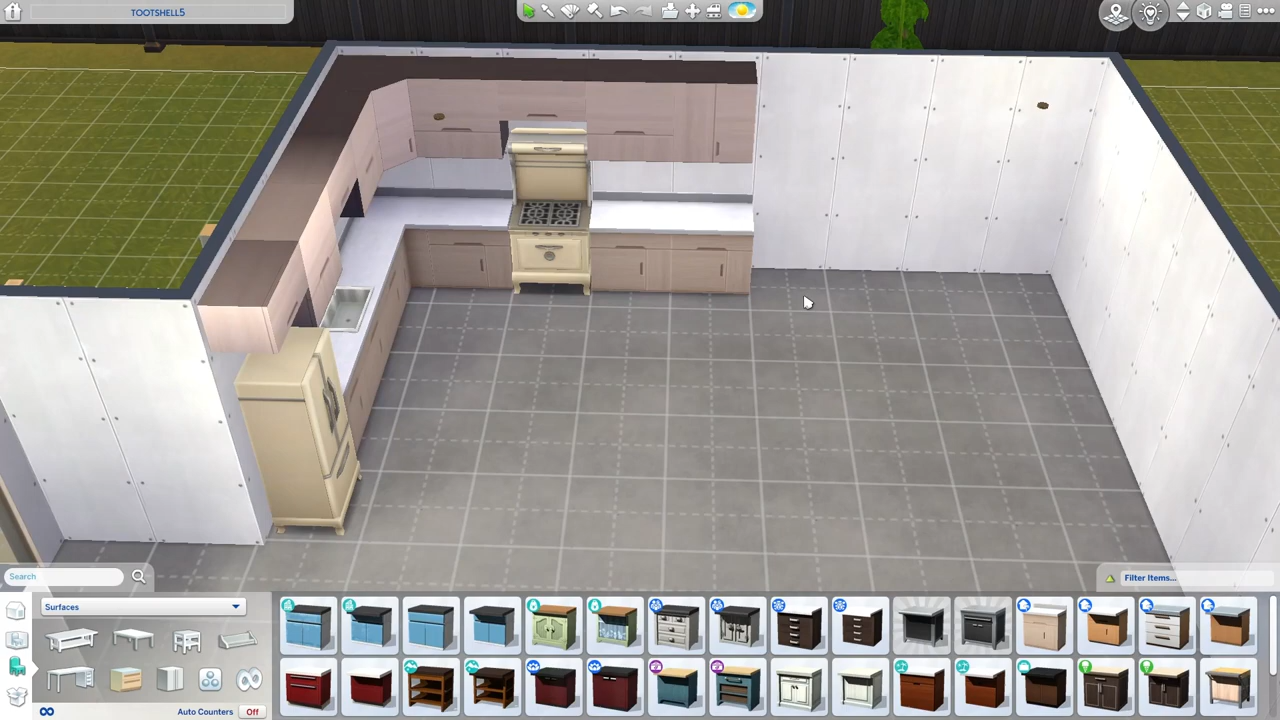 TOOTSHELL5
Search
Filter Items...
Surfaces
Auto Counters Off